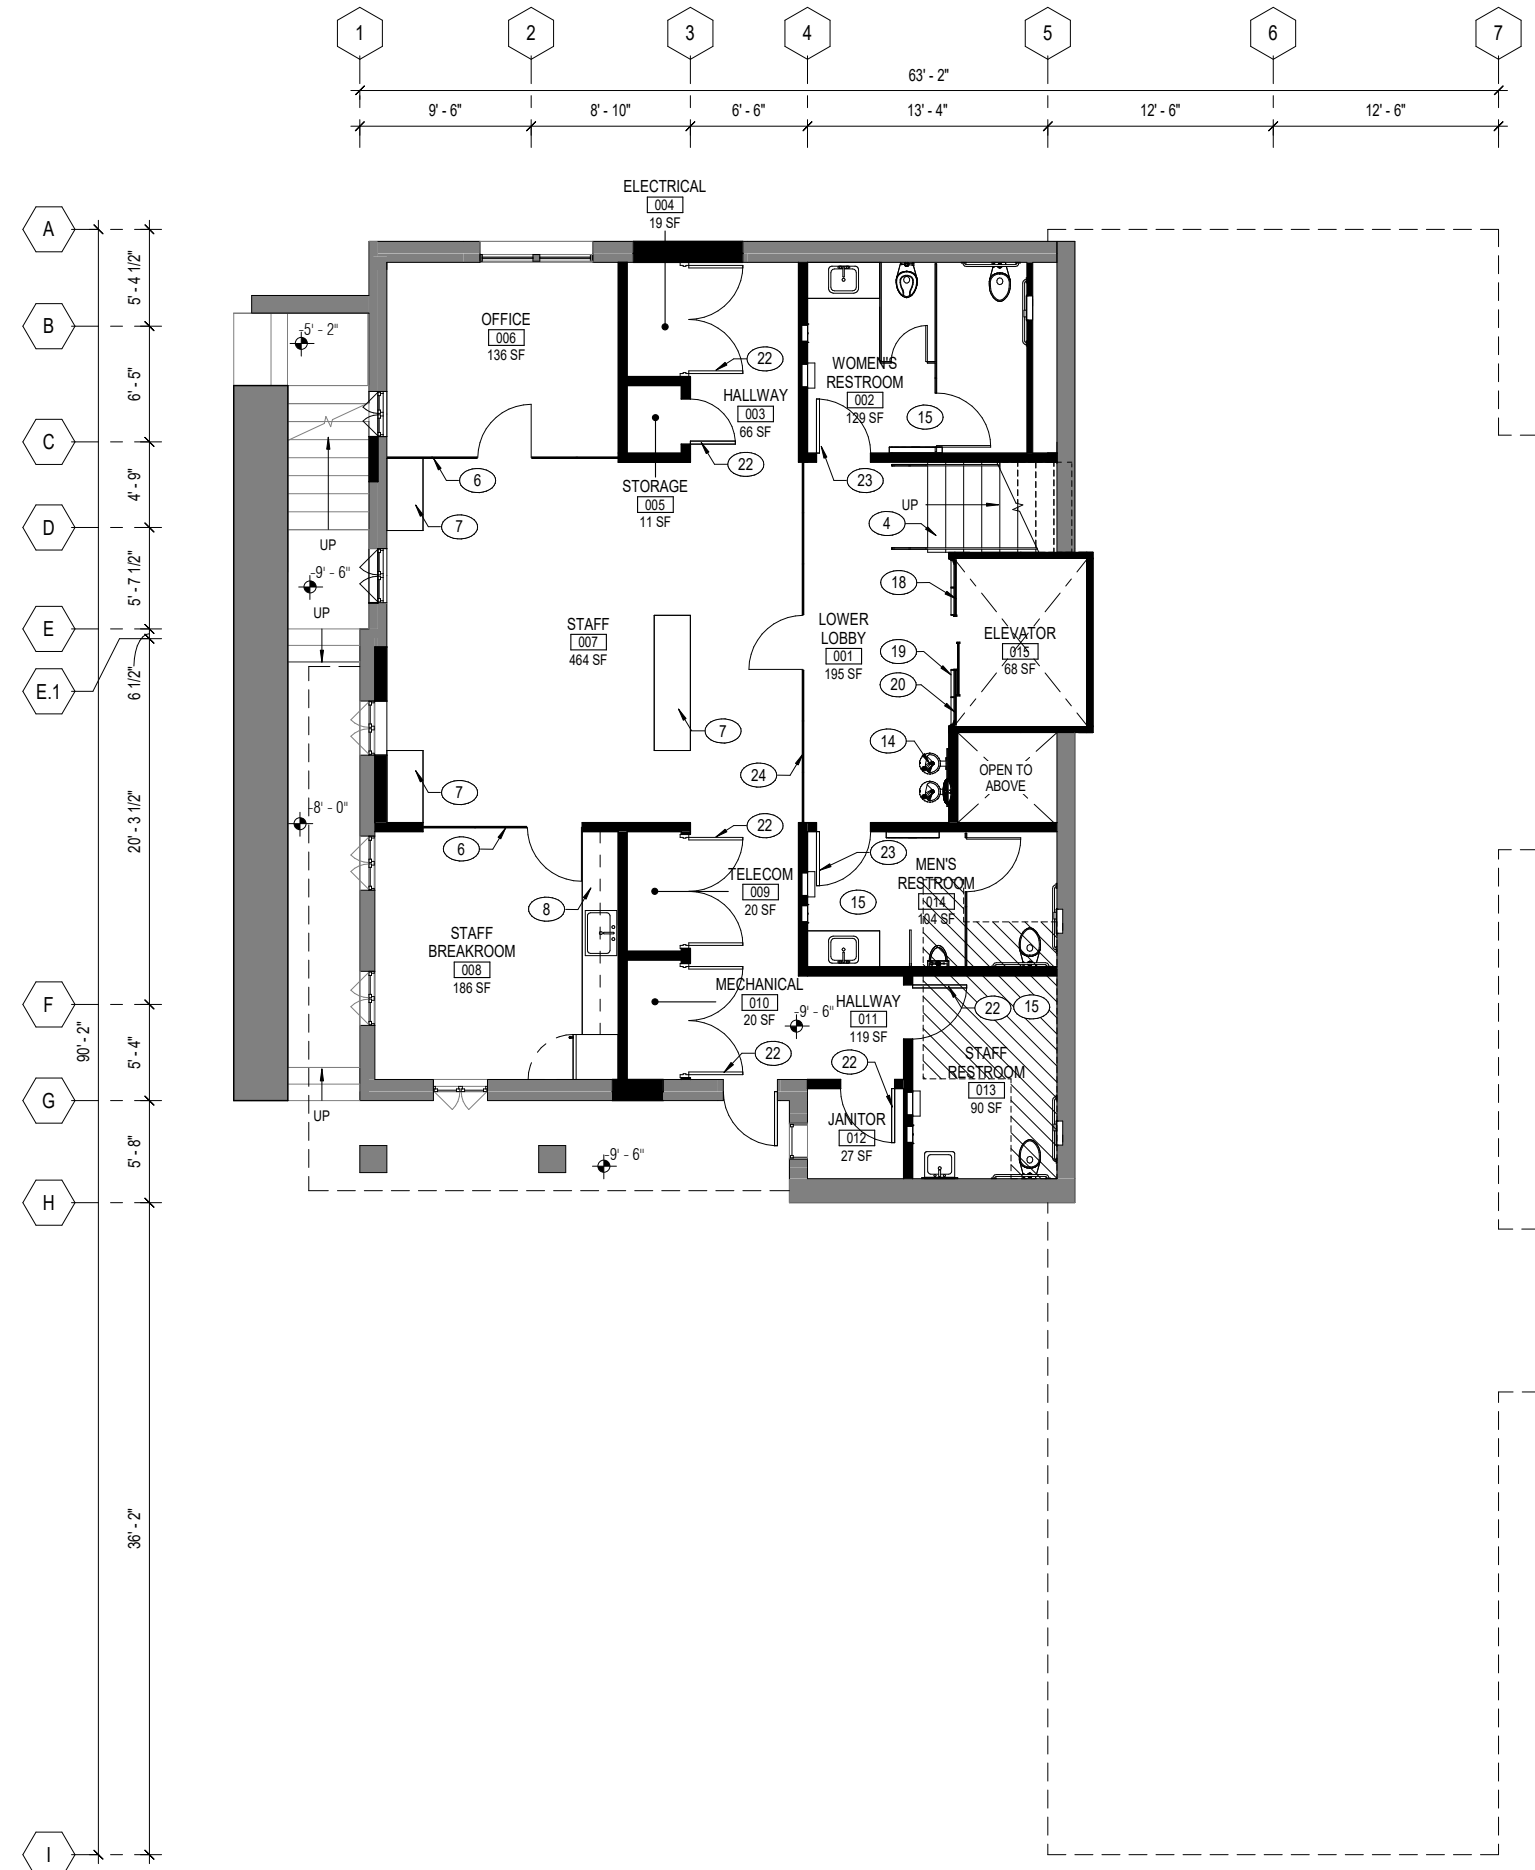 1
2
3
4
5
6
7
63' - 2"
9' - 6"
8' - 10"
6' - 6"
13' - 4"
12' - 6"
12' - 6"
A
B
C
D
E
E.1
F
G
H
I
5' - 4 1/2"
6' - 5"
4' - 9"
5' - 7 1/2"
6 1/2"
20' - 3 1/2"
90' - 2"
5' - 4"
5' - 8"
36' - 2"
ELECTRICAL
004
19 SF
OFFICE
006
136 SF
-5' - 2"
22
HALLWAY
003
66 SF
22
WOMEN'S
RESTROOM
002
129 SF
15
23
6
7
STORAGE
005
11 SF
UP
4
UP
-9' - 6"
UP
18
STAFF
007
464 SF
LOWER
LOBBY
001
195 SF
ELEVATOR
015
68 SF
19
20
7
14
24
OPEN TO
ABOVE
7
-8' - 0"
6
22
23
TELECOM
009
20 SF
MEN'S
RESTROOM
014
104 SF
15
8
STAFF
BREAKROOM
008
186 SF
MECHANICAL
010
20 SF
-9' - 6"
HALLWAY
011
119 SF
22
15
22
22
STAFF
RESTROOM
013
90 SF
UP
JANITOR
012
27 SF
-9' - 6"